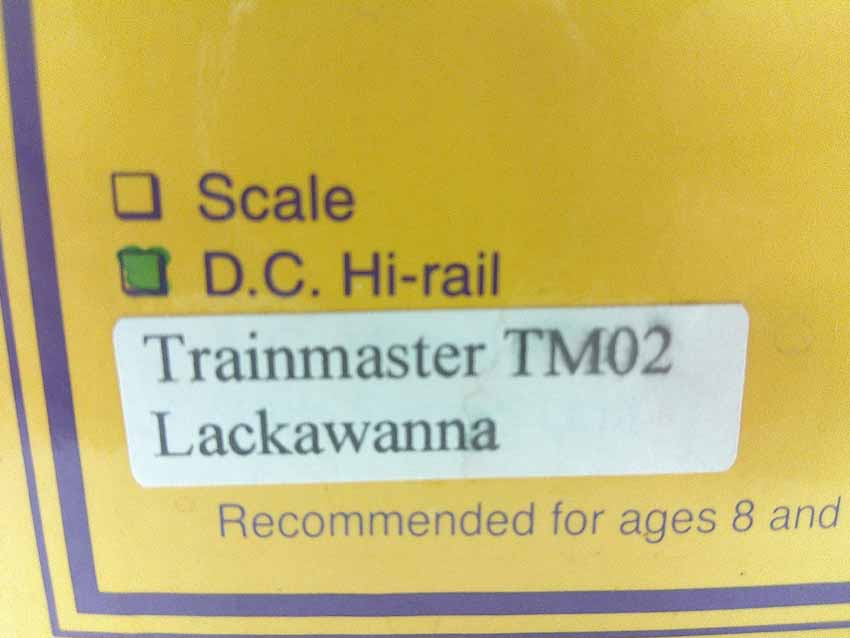 Scale
D.C. Hi-rail
Trainmaster TM02
Lackawanna
Recommended for ages 8 and